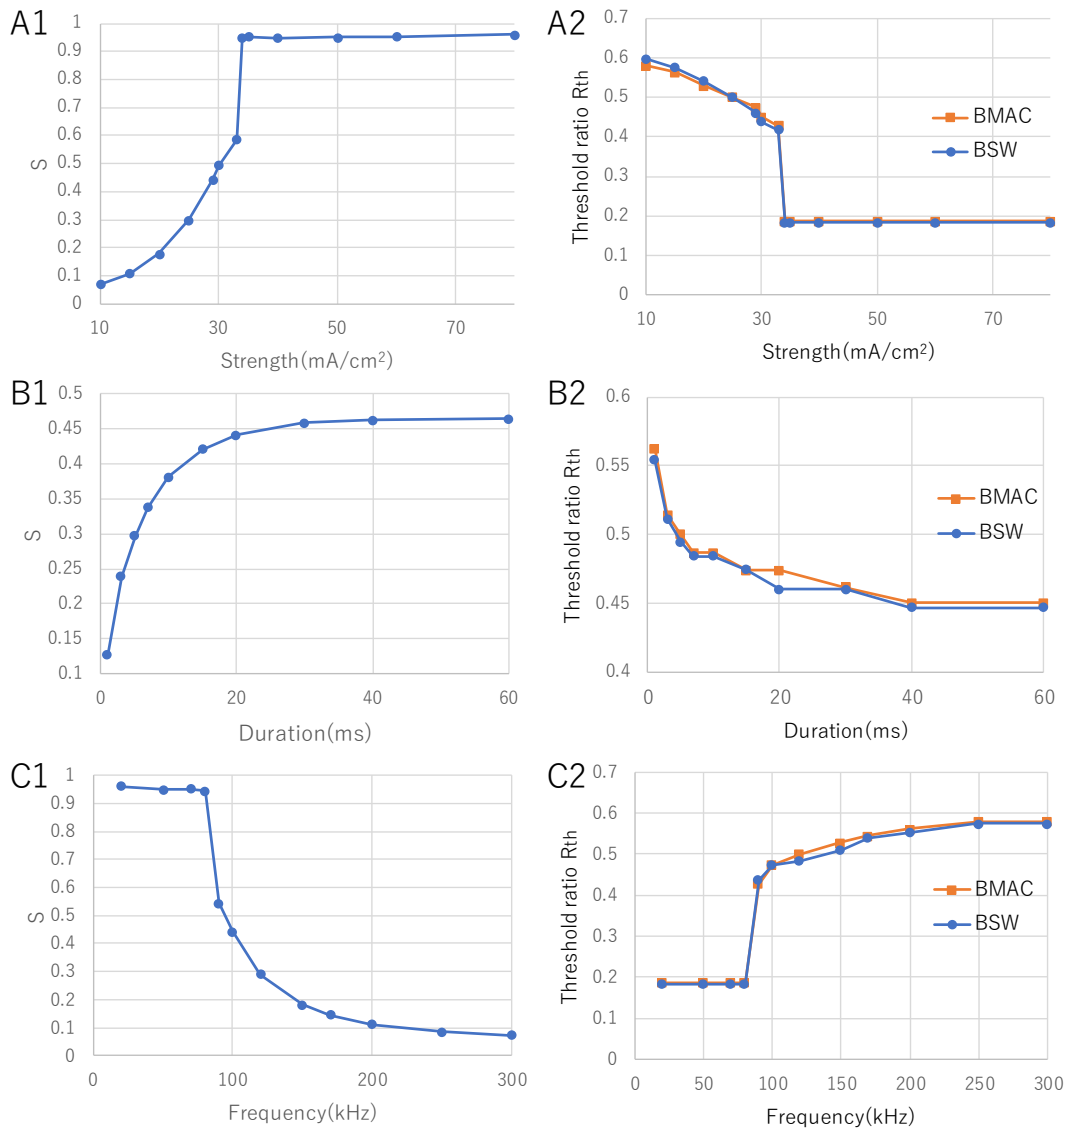 A1
1
0.9
0.8
0.7
0.6
0.5
0.4
0.3
0.2
0.1
0
S
10 30 50 70
Strength(mA/cm²)
A2
0.7
0.6
0.5
0.4
0.3
0.2
0.1
0
Threshold ratio Rth
BMAC
BSW
10 30 50 70
Strength(mA/cm²)
B1
0.5
0.45
0.4
0.35
0.3
0.25
0.2
0.15
0.1
S
0 20 40 60
Duration(ms)
B2
0.6
0.55
0.5
0.45
0.4
Threshold ratio Rth
BMAC
BSW
0 20 40 60
Duration(ms)
C1
1
0.9
0.8
0.7
0.6
0.5
0.4
0.3
0.2
0.1
0
S
0 100 200 300
Frequency(kHz)
C2
0.7
0.6
0.5
0.4
0.3
0.2
0.1
0
Threshold ratio Rth
BMAC
BSW
0 50 100 150 200 250 300
Frequency(kHz)